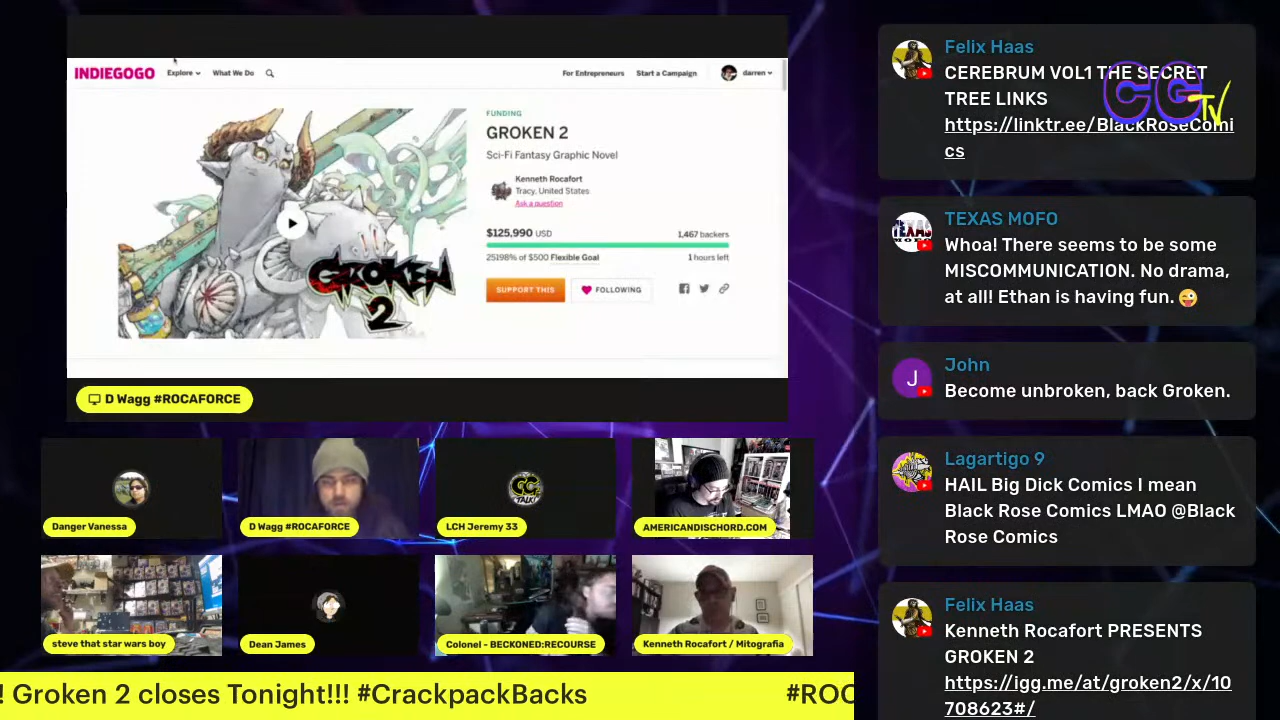 INDIEGOGO
Explore
What We Do
For Entrepreneurs
Start a Campaign
darren
FUNDING
GROKEN 2
Sci-Fi Fantasy Graphic Novel
Kenneth Rocafort
Tracy, United States
Ask a question
$125,990 USD
1,467 backers
25198% of $500 Flexible Goal
1 hours left
SUPPORT THIS
FOLLOWING
GROKEN
2
D Wagg #ROCAFORCE
Danger Vanessa
D Wagg #ROCAFORCE
CG
TALK!
LCH Jeremy 33
AMERICANDISCHORD.COM
steve that star wars boy
Dean James
Colonel - BECKONED:RECOURSE
Kenneth Rocafort / Mitografia
! Groken 2 closes Tonight!!! #CrackpackBacks
#ROC
CG TV
Felix Haas
CEREBRUM VOL1 THE SECRET
TREE LINKS
https://linktr.ee/BlackRoseComi
cs
TEXAS MOFO
Whoa! There seems to be some
MISCOMMUNICATION. No drama,
at all! Ethan is having fun. 😜
J
John
Become unbroken, back Groken.
Lagartigo 9
HAIL Big Dick Comics I mean
Black Rose Comics LMAO @Black
Rose Comics
Felix Haas
Kenneth Rocafort PRESENTS
GROKEN 2
https://igg.me/at/groken2/x/10
708623#/